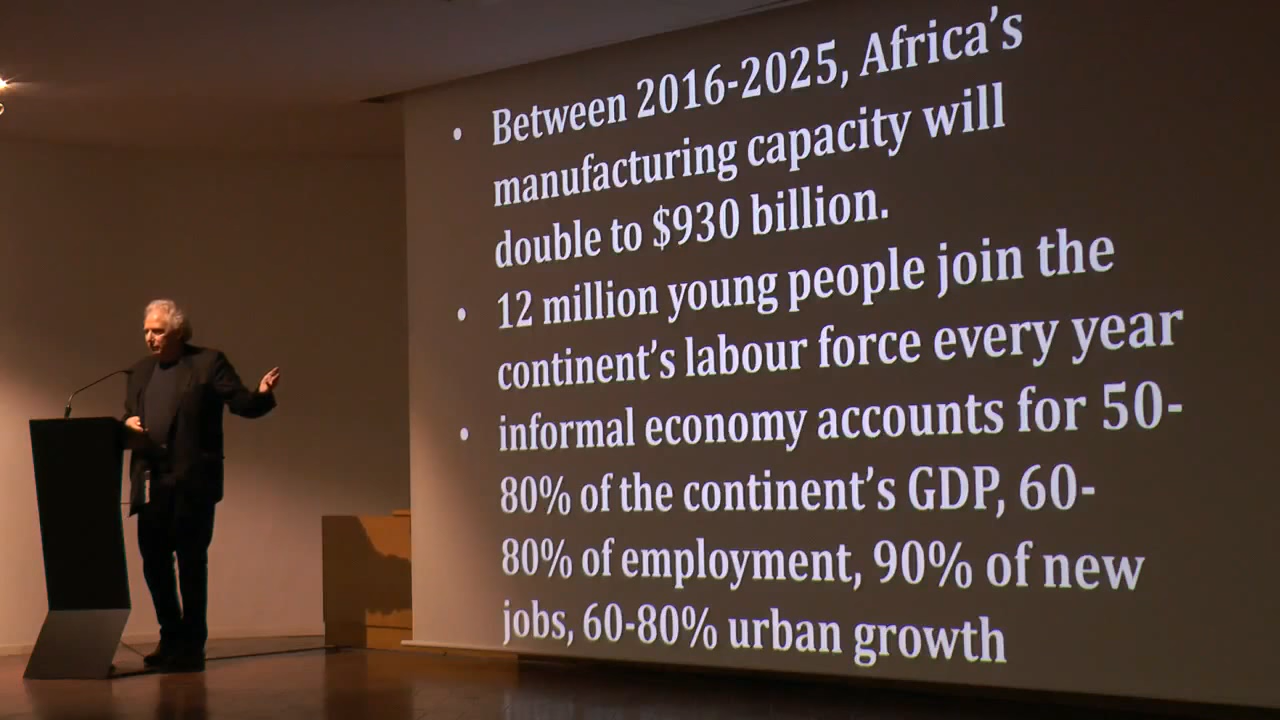 • Between 2016-2025, Africa’s
manufacturing capacity will
double to $930 billion.
• 12 million young people join the
continent’s labour force every year
• informal economy accounts for 50-
80% of the continent’s GDP, 60-
80% of employment, 90% of new
jobs, 60-80% urban growth